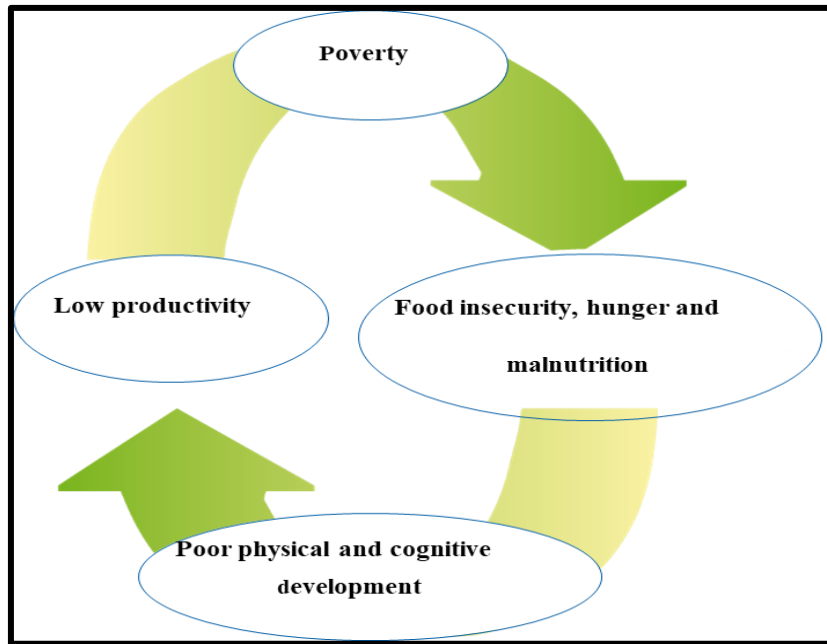 Poverty
Low productivity
Food insecurity, hunger and
malnutrition
Poor physical and cognitive
development